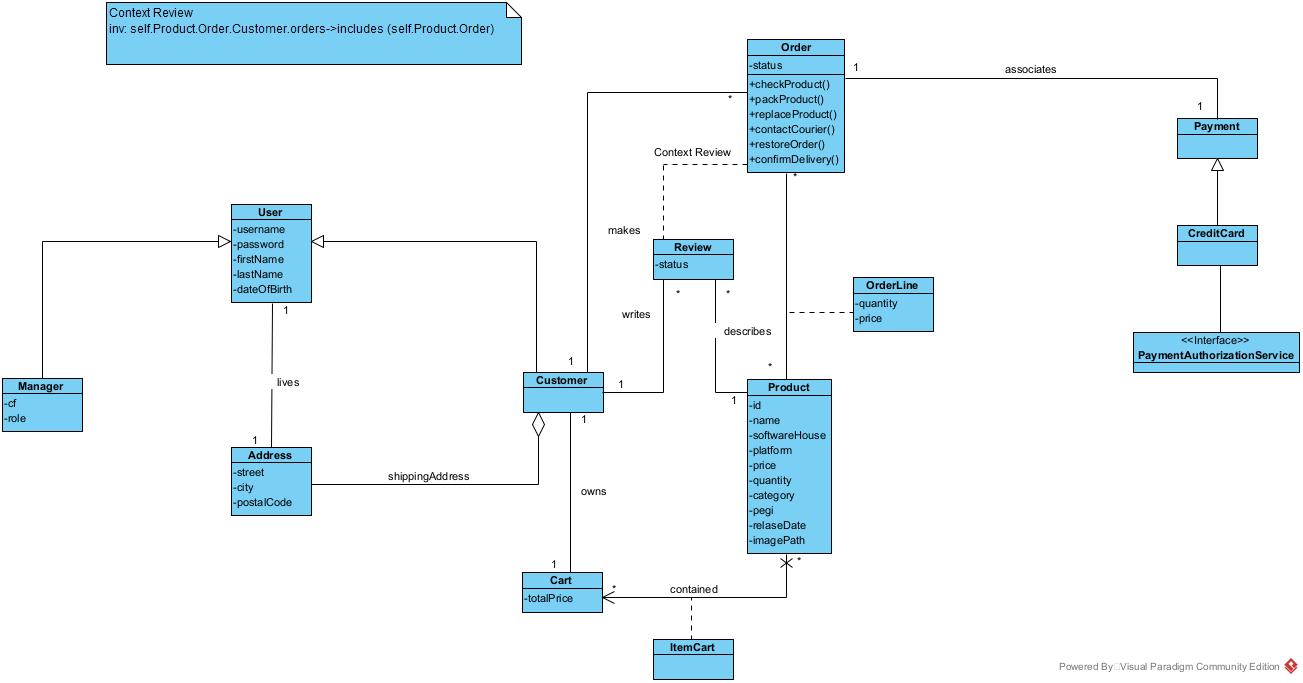 Context Review
inv: self.Product.Order.Customer.orders->includes (self.Product.Order)
Order
-status
+checkProduct()
+packProduct()
+replaceProduct()
+contactCourier()
+restoreOrder()
+confirmDelivery()
1
associates
1
Payment
*
Context Review
*
CreditCard
<<Interface>>
PaymentAuthorizationService
User
-username
-password
-firstName
-lastName
-dateOfBirth
1
makes
Review
-status
*
*
writes
describes
OrderLine
-quantity
-price
Manager
-cf
-role
lives
1
Customer
1
1
1
*
Product
-id
-name
-softwareHouse
-platform
-price
-quantity
-category
-pegi
-relaseDate
-imagePath
1
Address
-street
-city
-postalCode
shippingAddress
owns
1
Cart
-totalPrice
*
contained
*
ItemCart
Powered By Visual Paradigm Community Edition